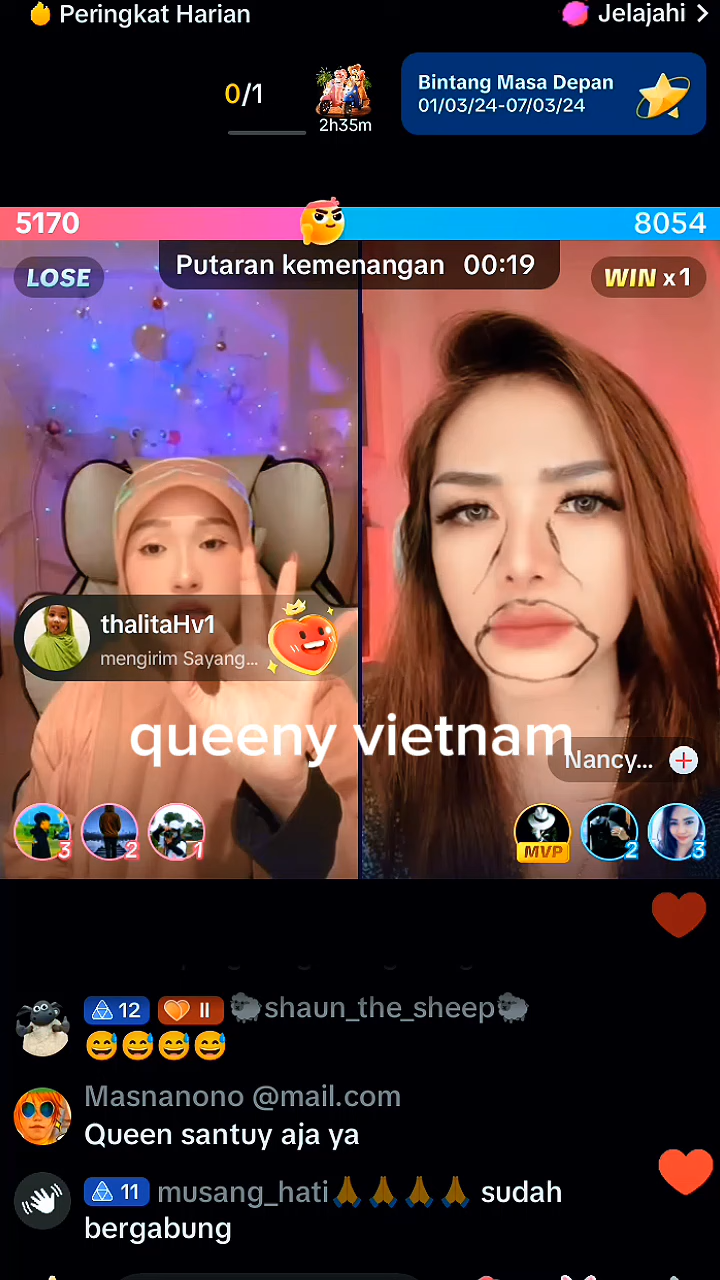 Peringkat Harian
Jelajahi >
0/1
2h35m
Bintang Masa Depan
01/03/24-07/03/24
5170
8054
LOSE
Putaran kemenangan 00:19
WIN x1
thalitaHv1
mengirim Sayang...
queeny vietnam
Nancy...
3
2
1
MVP
2
3
12 II shaun_the_sheep
😅😅😅😅
Masnanono @mail.com
Queen santuy aja ya
11 musang_hati🙏🙏🙏🙏 sudah
bergabung